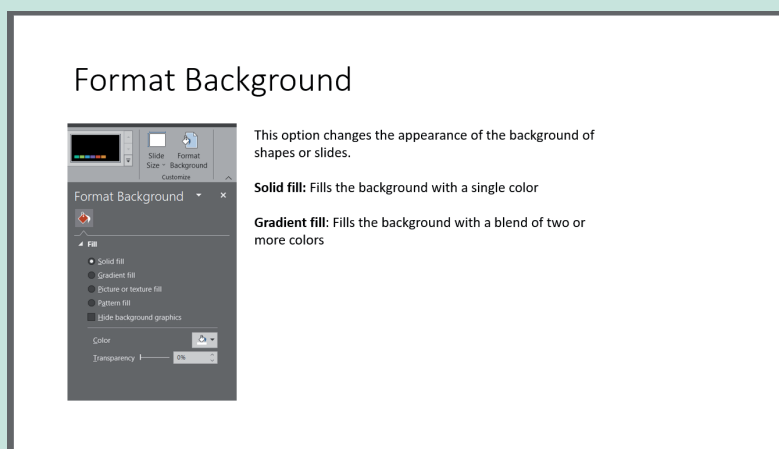 Format Background
Slide Format
Size Background
Customize
Format Background
Fill
Solid fill
Gradient fill
Picture or texture fill
Pattern fill
Hide background graphics
Color
Transparency 0%
This option changes the appearance of the background of
shapes or slides.
Solid fill: Fills the background with a single color
Gradient fill: Fills the background with a blend of two or
more colors